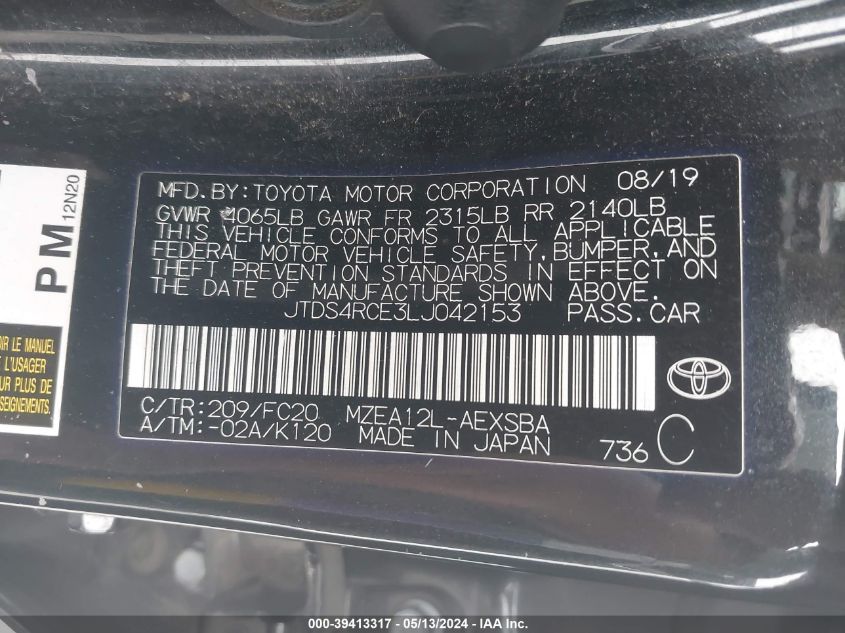 MFD.BY:TOYOTA MOTOR CORPORATION 08/19
GVWR 4065LB GAWR FR 2315LB RR 2140LB
THIS VEHICLE CONFORMS TO ALL APPLICABLE
FEDERAL MOTOR VEHICLE SAFETY, BUMPER, AND
THEFT PREVENTION STANDARDS IN EFFECT ON
THE DATE OF MANUFACTURE SHOWN ABOVE.
JTDS4RCE3LJ042153 PASS.CAR
C/TR:209/FC20 MZEA12L-AEXSBA
A/TM:-02A/K120 MADE IN JAPAN 736 C
PM 12N20
LE MANUEL
L'USAGER
PLUS DE
000-39413317 - 05/13/2024 - IAA Inc.